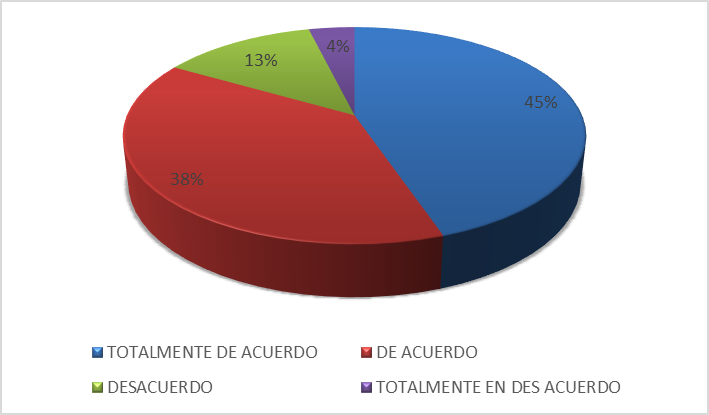 4%
13%
45%
38%
TOTALMENTE DE ACUERDO
DE ACUERDO
DESACUERDO
TOTALMENTE EN DES ACUERDO